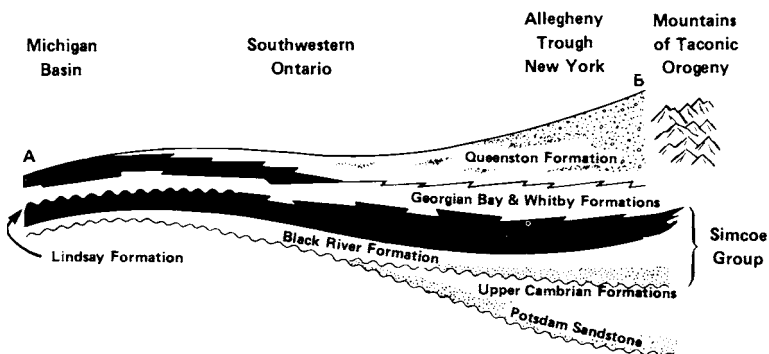 Michigan
Basin
Southwestern
Ontario
Allegheny
Trough
New York
Mountains
of Taconic
Orogeny
A
B
Queenston Formation
Georgian Bay & Whitby Formations
Lindsay Formation
Black River Formation
Simcoe
Group
Upper Cambrian Formations
Potsdam Sandstone